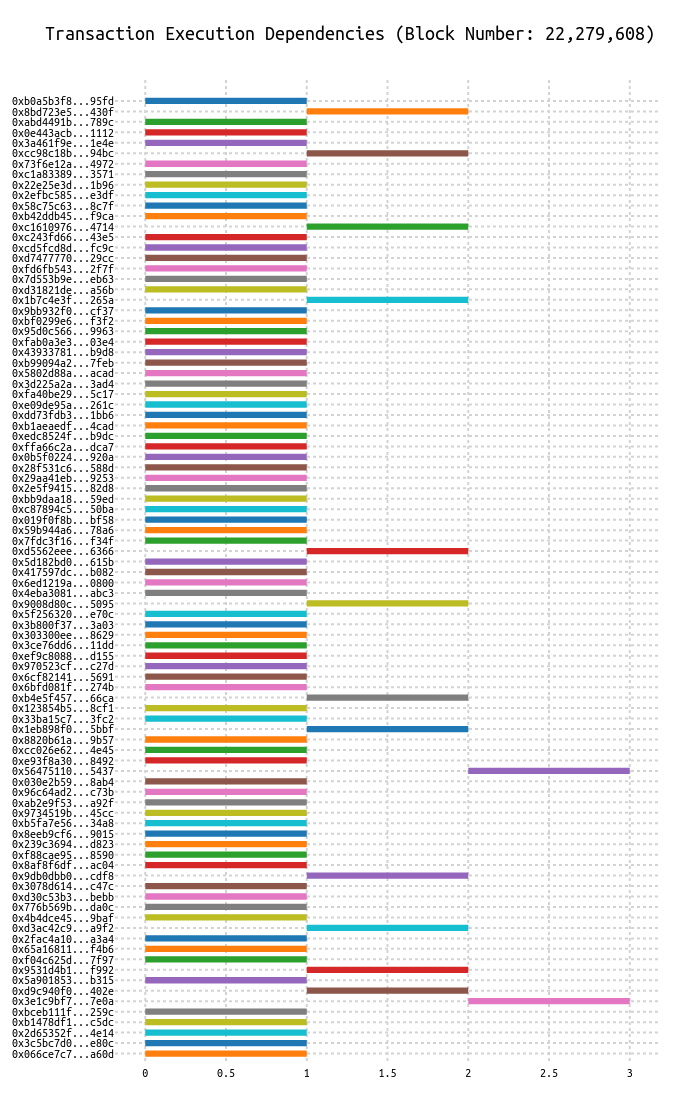 Transaction Execution Dependencies (Block Number: 22,279,608)
0xb0a5b3f8...95fd
0x8bd723e5...430f
0xabd4491b...789c
0x0e443acb...1112
0x3a461f9e...1e4e
0xcc98c18b...94bc
0x73f6e12a...4972
0xc1a83389...3571
0x22e25e3d...1b96
0x2efbc585...e3df
0x58c75c63...8c7f
0xb42ddb45...f9ca
0xc1610976...4714
0xc243fd66...43e5
0xcd5fcd8d...fc9c
0xd7477770...29cc
0xfd6fb543...2f7f
0x7d553b9e...eb63
0xd31821de...a56b
0x1b7c4e3f...265a
0x9bb932f0...cf37
0xbf0299e6...f3f2
0x95d0c566...9963
0xfab0a3e3...03e4
0x43933781...b9d8
0xb99094a2...7feb
0x5802d88a...acad
0x3d225a2a...3ad4
0xfa40be29...5c17
0xe09de95a...261c
0xdd73fdb3...1bb6
0xb1aeaedf...4cad
0xedc8524f...b9dc
0xffa66c2a...dca7
0x0b5f0224...920a
0x28f531c6...588d
0x29aa41eb...9253
0x2e5f9415...82d8
0xbb9daa18...59ed
0xc87894c5...50ba
0x019f0f8b...bf58
0x59b944a6...78a6
0x7fdc3f16...f34f
0xd5562eee...6366
0x5d182bd0...615b
0x417597dc...b082
0x6ed1219a...0800
0x4eba3081...abc3
0x9008d80c...5095
0x5f256320...e70c
0x3b800f37...3a03
0x303300ee...8629
0x3ce76dd6...11dd
0xef9c8088...d155
0x970523cf...c27d
0x6cf82141...5691
0x6bfd081f...274b
0xb4e5f457...66ca
0x123854b5...8cf1
0x33ba15c7...3fc2
0x1eb898f0...5bbf
0x8820b61a...9b57
0xcc026e62...4e45
0xe93f8a30...8492
0x56475110...5437
0x030e2b59...8ab4
0x96c64ad2...c73b
0xab2e9f53...a92f
0x9734519b...45cc
0xb5fa7e56...34a8
0x8eeb9cf6...9015
0x239c3694...d823
0xf88cae95...8590
0x8af8f6df...ac04
0x9db0dbb0...cdf8
0x3078d614...c47c
0xd30c53b3...bebb
0x776b569b...da0c
0x4b4dce45...9baf
0xd3ac42c9...a9f2
0x2fac4a10...a3a4
0x65a16811...f4b6
0xf04c625d...7f97
0x9531d4b1...f992
0x5a901853...b315
0xd9c940f0...402e
0x3e1c9bf7...7e0a
0xbceb111f...259c
0xb1478df1...c5dc
0x2d65352f...4e14
0x3c5bc7d0...e80c
0x066ce7c7...a60d
0 0.5 1 1.5 2 2.5 3